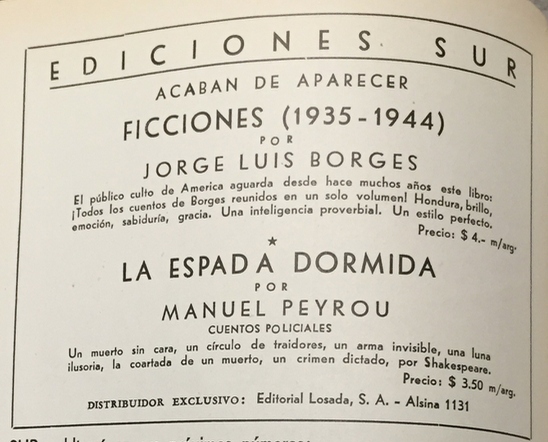 EDICIONES SUR
ACABAN DE APARECER
FICCIONES (1935-1944)
POR
JORGE LUIS BORGES
El público culto de America aguarda desde hace muchos años este libro:
¡Todos los cuentos de Borges reunidos en un solo volumen! Hondura, brillo,
emoción, sabiduría, gracia. Una inteligencia proverbial. Un estilo perfecto.
Precio: $ 4.- m/arg.
★
LA ESPADA DORMIDA
POR
MANUEL PEYROU
CUENTOS POLICIALES
Un muerto sin cara, un círculo de traidores, un arma invisible, una luna
ilusoria, la coartada de un muerto, un crimen dictado, por Shakespeare.
Precio: $ 3.50 m/arg.
DISTRIBUIDOR EXCLUSIVO: Editorial Losada, S. A. - Alsina 1131